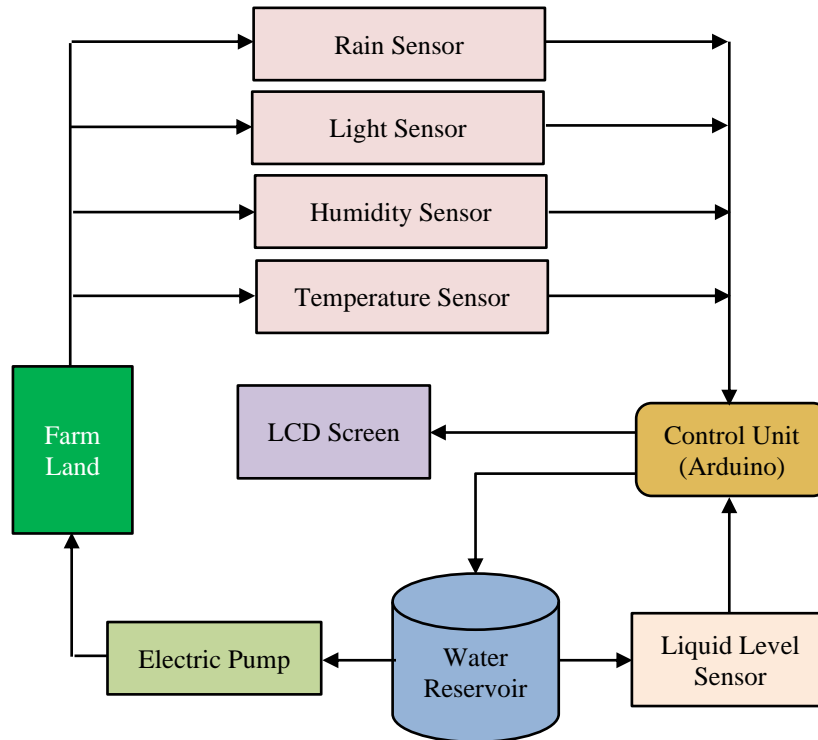 Rain Sensor
Light Sensor
Humidity Sensor
Temperature Sensor
Farm
Land
LCD Screen
Control Unit
(Arduino)
Electric Pump
Water
Reservoir
Liquid Level
Sensor